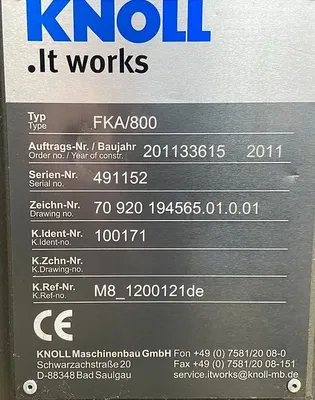 KNOLL
.It works
Typ FKA/800
Type
Auftrags-Nr. / Baujahr 201133615 2011
Order no. / Year of constr.
Serien-Nr. 491152
Serial no.
Zeichn-Nr. 70 920 194565.01.0.01
Drawing no.
K.Ident-Nr. 100171
K.Ident-no.
K.Zchn-Nr.
K.Drawing-no.
K.Ref-Nr. M8_1200121de
K.Ref-no.
CE
KNOLL Maschinenbau GmbH Fon +49 (0) 7581/20 08-0
Schwarzachstraße 20 Fax +49 (0) 7581/20 08-151
D-88348 Bad Saulgau service.itworks@knoll-mb.de